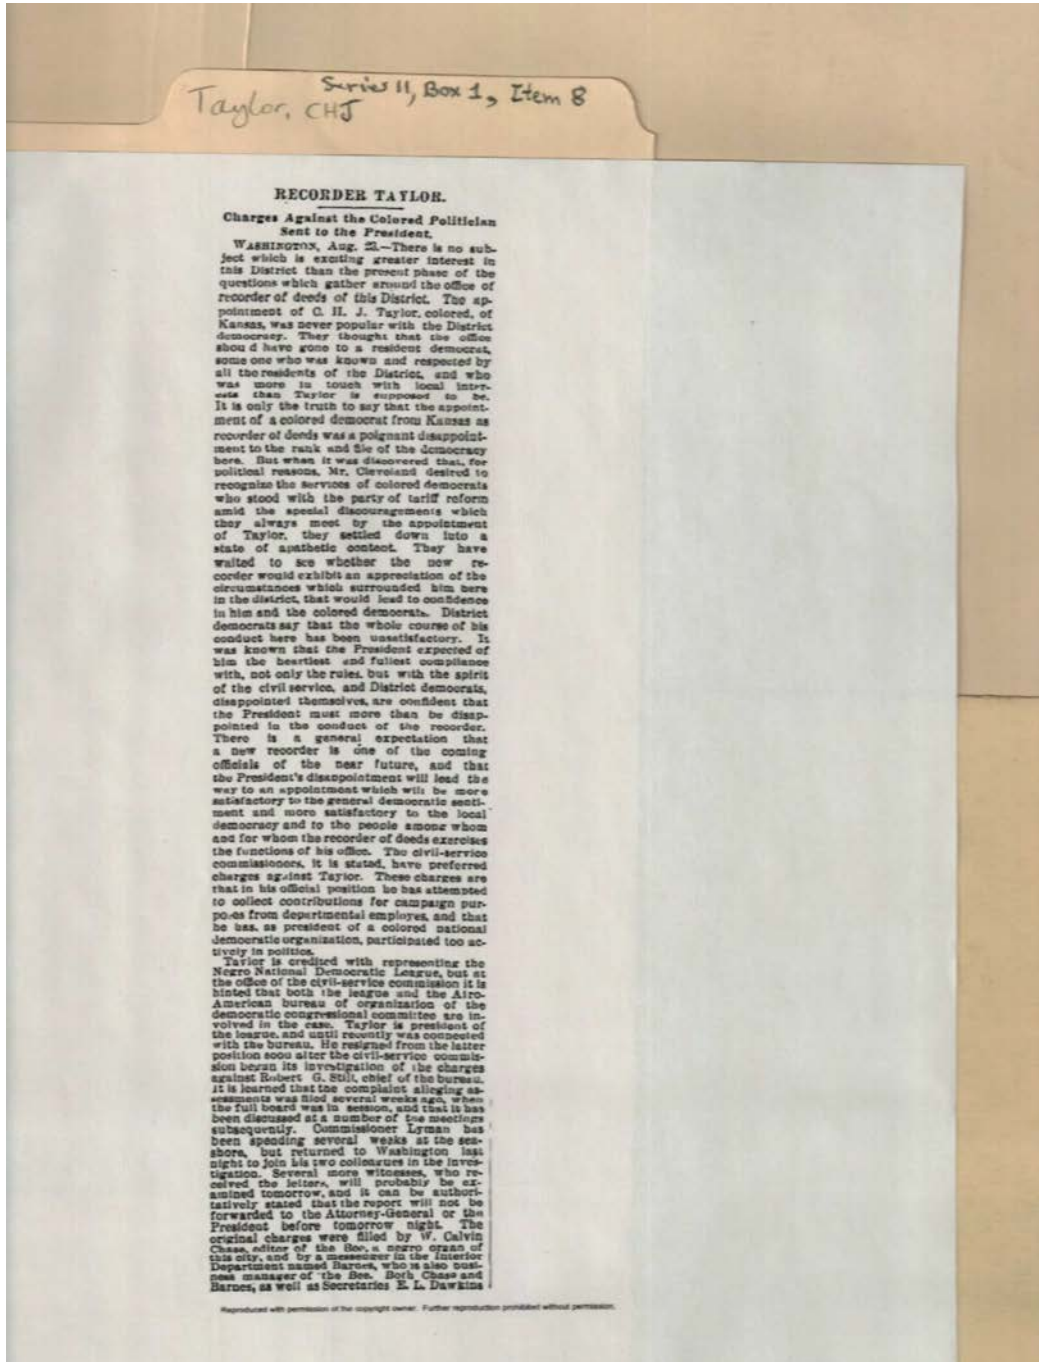 Series II, Box 1, Item 8
Taylor, CHJ
RECORDER TAYLOR.
Charges Against the Colored Politician
Sent to the President.
WASHINGTON, Aug. 23.—There is no sub-
ject which is exciting greater interest in
this District than the present phase of the
questions which gather around the office of
recorder of deeds of this District. The ap-
pointment of C. H. J. Taylor, colored, of
Kansas, was never popular with the District
democracy. They thought that the office
shou d have gone to a resident democrat,
some one who was known and respected by
all the residents of the District, and who
was more in touch with local inter-
ests than Taylor is supposed to be.
It is only the truth to say that the appoint-
ment of a colored democrat from Kansas as
recorder of deeds was a poignant disappoint-
ment to the rank and file of the democracy
here. But when it was discovered that, for
political reasons, Mr. Cleveland desired to
recognize the services of colored democrats
who stood with the party of tariff reform
amid the special discouragements which
they always meet by the appointment
of Taylor, they settled down into a
state of apathetic content. They have
waited to see whether the new re-
corder would exhibit an appreciation of the
circumstances which surrounded him here
in the district, that would lead to confidence
in him and the colored democrats. District
democrats say that the whole course of his
conduct here has been unsatisfactory. It
was known that the President expected of
him the heartiest and fullest compliance
with, not only the rules, but with the spirit
of the civil service, and District democrats,
disappointed themselves, are confident that
the President must more than be disap-
pointed in the conduct of the recorder.
There is a general expectation that
a new recorder is one of the coming
officials of the near future, and that
the President's disappointment will lead the
way to an appointment which will be more
satisfactory to the general democratic senti-
ment and more satisfactory to the local
democracy and to the people among whom
and for whom the recorder of deeds exercises
the functions of his office. The civil-service
commissioners, it is stated, have preferred
charges against Taylor. These charges are
that in his official position he has attempted
to collect contributions for campaign pur-
poses from departmental employes, and that
he has, as president of a colored national
democratic organization, participated too ac-
tively in politics.
Taylor is credited with representing the
Negro National Democratic League, but at
the office of the civil-service commission it is
hinted that both the league and the Afro-
American bureau of organization of the
democratic congressional committee are in-
volved in the case. Taylor is president of
the league, and until recently was connected
with the bureau. He resigned from the latter
position soon after the civil-service commis-
sion began its investigation of the charges
against Robert G. Still, chief of the bureau.
It is learned that the complaint alleging as-
sessments was filed several weeks ago, when
the full board was in session, and that it has
been discussed at a number of the meetings
subsequently. Commissioner Lyman has
been spending several weeks at the sea-
shore, but returned to Washington last
night to join his two colleagues in the inves-
tigation. Several more witnesses, who re-
ceived the letters, will probably be ex-
amined tomorrow, and it can be authori-
tatively stated that the report will not be
forwarded to the Attorney-General or the
President before tomorrow night. The
original charges were filled by W. Calvin
Chase, editor of the Bee, a negro organ of
this city, and by a messenger in the Interior
Department named Barnes, who is also busi-
ness manager of the Bee. Both Chase and
Barnes, as well as Secretaries E. L. Dawkins
Reproduced with permission of the copyright owner. Further reproduction prohibited without permission.